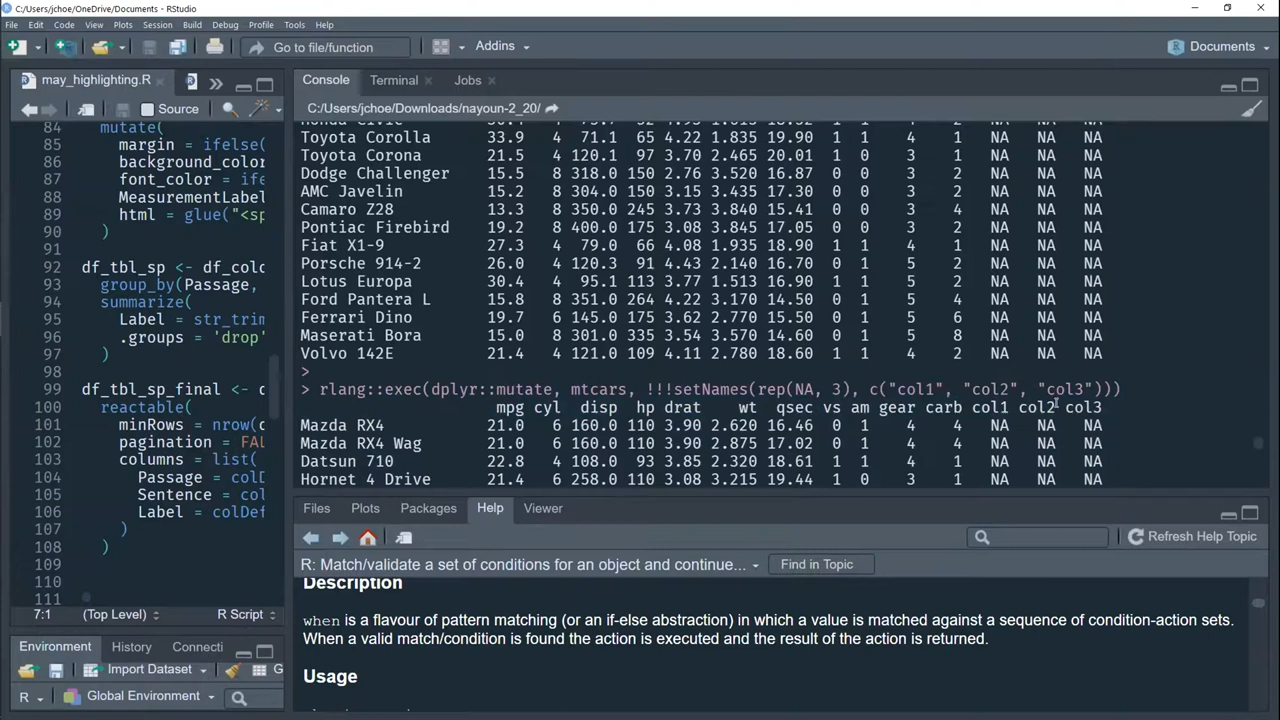 C:/Users/jchoe/OneDrive/Documents - RStudio
File Edit Code View Plots Session Build Debug Profile Tools Help
Go to file/function Addins Documents
may_highlighting.R
Source
84 mutate(
85 margin = ifelse(
86 background_color
87 font_color = ife
88 MeasurementLabel
89 html = glue("<sp
90 )
91
92 df_tbl_sp <- df_colo
93 group_by(Passage,
94 summarize(
95 Label = str_trim
96 .groups = 'drop'
97 )
98
99 df_tbl_sp_final <- d
100 reactable(
101 minRows = nrow(d
102 pagination = FAL
103 columns = list(
104 Passage = colD
105 Sentence = col
106 Label = colDef
107 )
108 )
109
110
111
7:1 (Top Level) R Script
Environment History Connecti
Import Dataset G
R Global Environment
Console Terminal Jobs
C:/Users/jchoe/Downloads/nayoun-2_20/
Toyota Corolla 33.9 4 71.1 65 4.22 1.835 19.90 1 1 4 1 NA NA NA
Toyota Corona 21.5 4 120.1 97 3.70 2.465 20.01 1 0 3 1 NA NA NA
Dodge Challenger 15.5 8 318.0 150 2.76 3.520 16.87 0 0 3 2 NA NA NA
AMC Javelin 15.2 8 304.0 150 3.15 3.435 17.30 0 0 3 2 NA NA NA
Camaro Z28 13.3 8 350.0 245 3.73 3.840 15.41 0 0 3 4 NA NA NA
Pontiac Firebird 19.2 8 400.0 175 3.08 3.845 17.05 0 0 3 2 NA NA NA
Fiat X1-9 27.3 4 79.0 66 4.08 1.935 18.90 1 1 4 1 NA NA NA
Porsche 914-2 26.0 4 120.3 91 4.43 2.140 16.70 0 1 5 2 NA NA NA
Lotus Europa 30.4 4 95.1 113 3.77 1.513 16.90 1 1 5 2 NA NA NA
Ford Pantera L 15.8 8 351.0 264 4.22 3.170 14.50 0 1 5 4 NA NA NA
Ferrari Dino 19.7 6 145.0 175 3.62 2.770 15.50 0 1 5 6 NA NA NA
Maserati Bora 15.0 8 301.0 335 3.54 3.570 14.60 0 1 5 8 NA NA NA
Volvo 142E 21.4 4 121.0 109 4.11 2.780 18.60 1 1 4 2 NA NA NA
>
> rlang::exec(dplyr::mutate, mtcars, !!!setNames(rep(NA, 3), c("col1", "col2", "col3")))
mpg cyl disp hp drat wt qsec vs am gear carb col1 col2 col3
Mazda RX4 21.0 6 160.0 110 3.90 2.620 16.46 0 1 4 4 NA NA NA
Mazda RX4 Wag 21.0 6 160.0 110 3.90 2.875 17.02 0 1 4 4 NA NA NA
Datsun 710 22.8 4 108.0 93 3.85 2.320 18.61 1 1 4 1 NA NA NA
Hornet 4 Drive 21.4 6 258.0 110 3.08 3.215 19.44 1 0 3 1 NA NA NA
Files Plots Packages Help Viewer
Refresh Help Topic
R: Match/validate a set of conditions for an object and continue... Find in Topic
Description
when is a flavour of pattern matching (or an if-else abstraction) in which a value is matched against a sequence of condition-action sets.
When a valid match/condition is found the action is executed and the result of the action is returned.
Usage